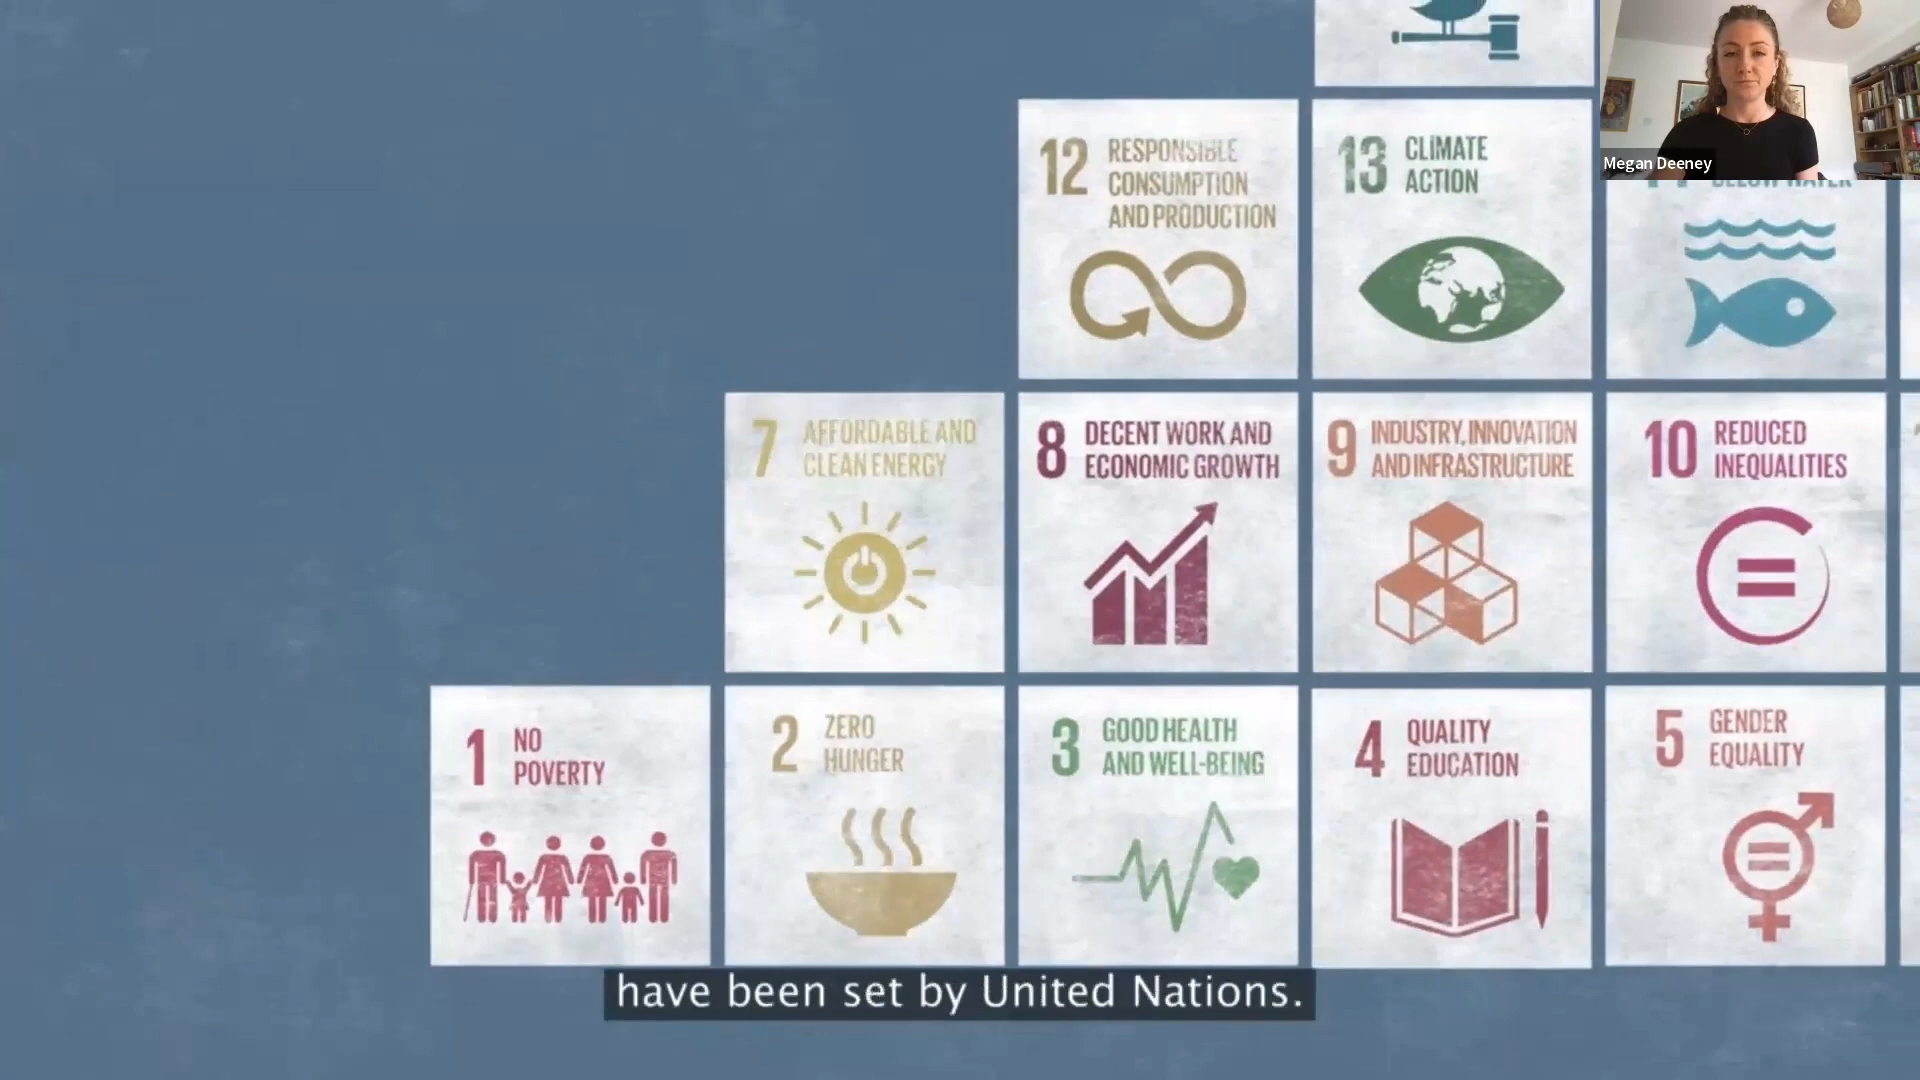 12 RESPONSIBLE
CONSUMPTION
AND PRODUCTION
13 CLIMATE
ACTION
Megan Deeney
BELOW WATER
7 AFFORDABLE AND
CLEAN ENERGY
8 DECENT WORK AND
ECONOMIC GROWTH
9 INDUSTRY, INNOVATION
AND INFRASTRUCTURE
10 REDUCED
INEQUALITIES
1 NO
POVERTY
2 ZERO
HUNGER
3 GOOD HEALTH
AND WELL-BEING
4 QUALITY
EDUCATION
5 GENDER
EQUALITY
have been set by United Nations.